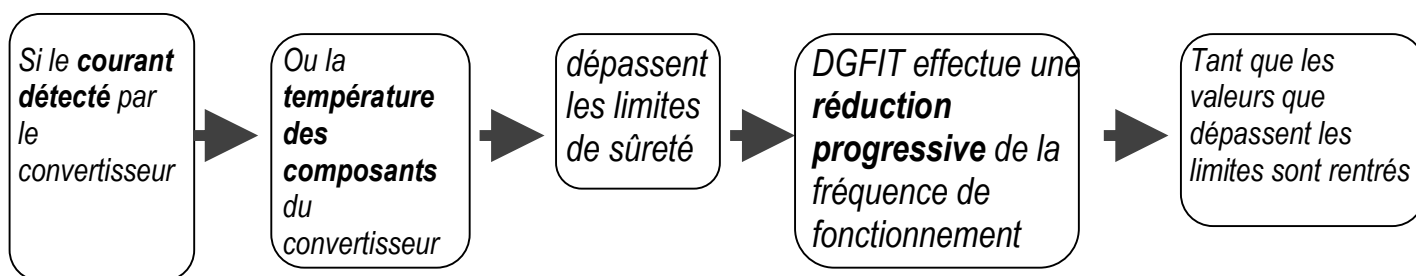 Si le courant
détecté par
le
convertisseur
Ou la
température
des
composants
du
convertisseur
dépassent
les limites
de sûreté
DGFIT effectue une
réduction
progressive de la
fréquence de
fonctionnement
Tant que les
valeurs que
dépassent les
limites sont rentrés